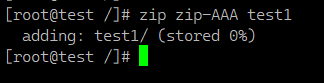 [root@test /]# zip zip-AAA test1
  adding: test1/ (stored 0%)
[root@test /]#